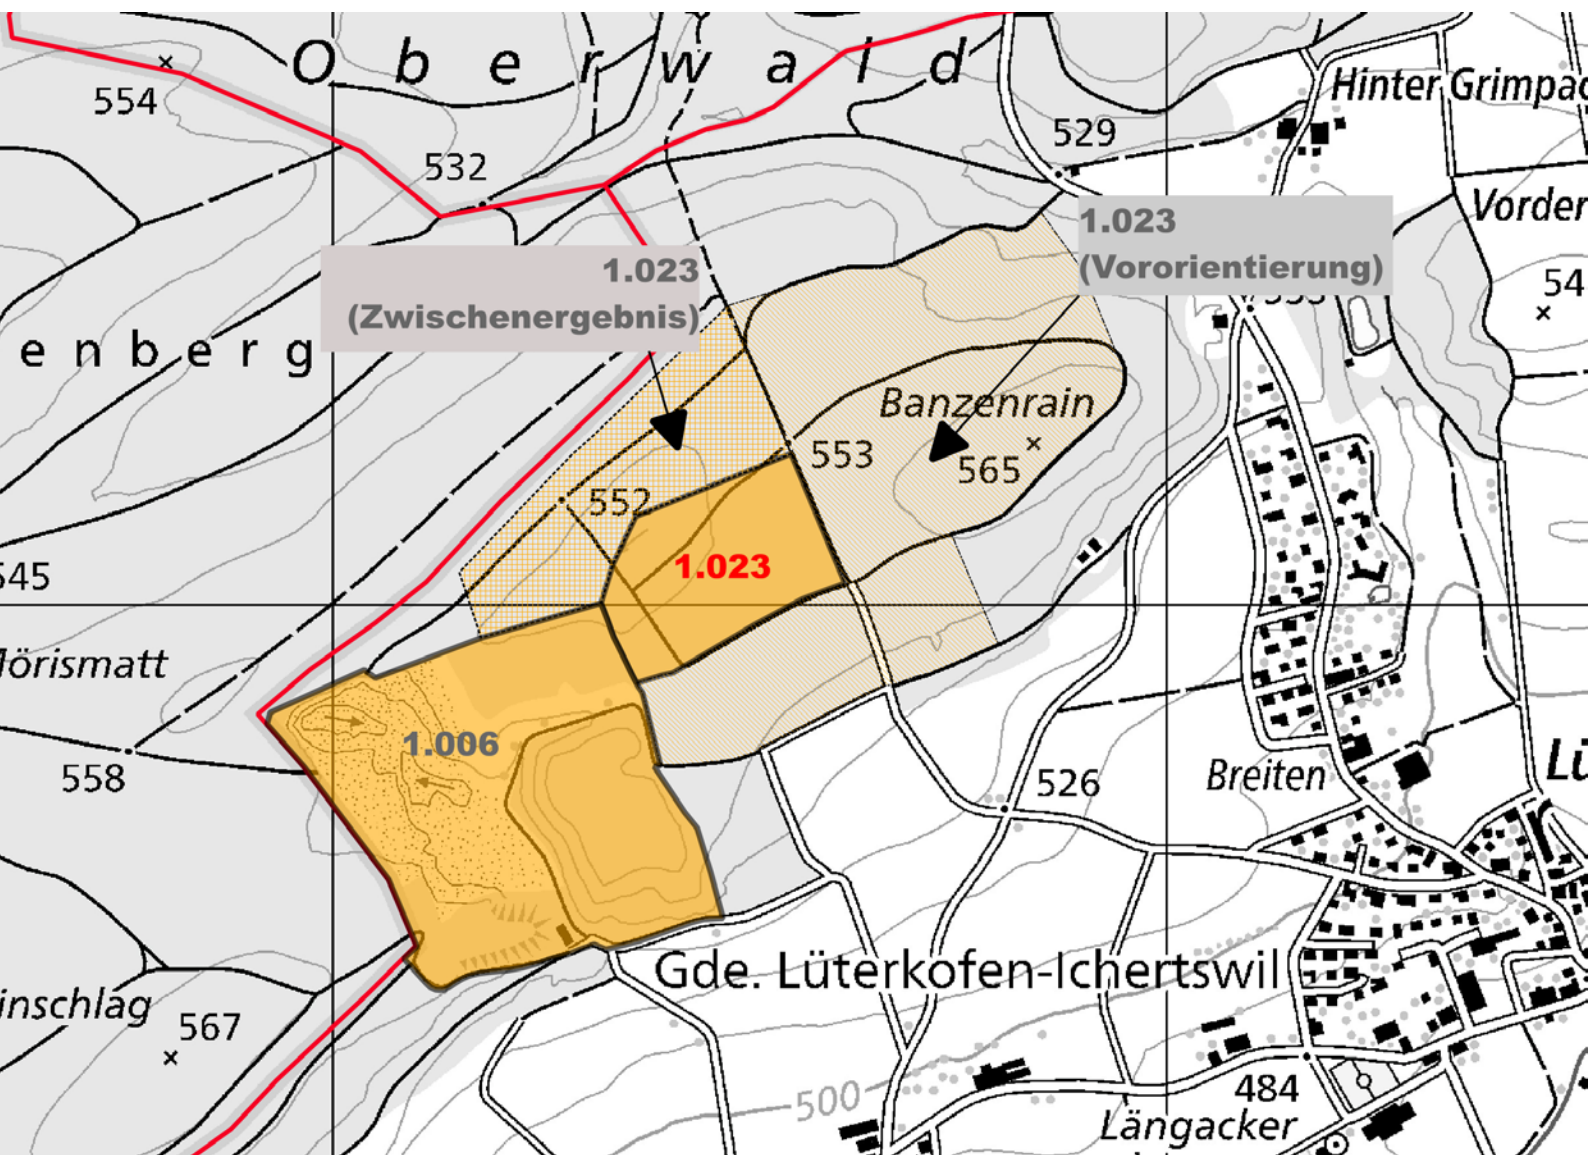 Oberwald
554
532
529
Hinter Grimpac
Vorder
1.023
(Vororientierung)
1.023
(Zwischenergebnis)
54
enberg
Banzenrain
553
565
552
1.023
545
Jörismatt
1.006
558
526
Breiten
Lü
Gde. Lüterkofen-Ichertswil
inschlag
567
500
484
Längacker